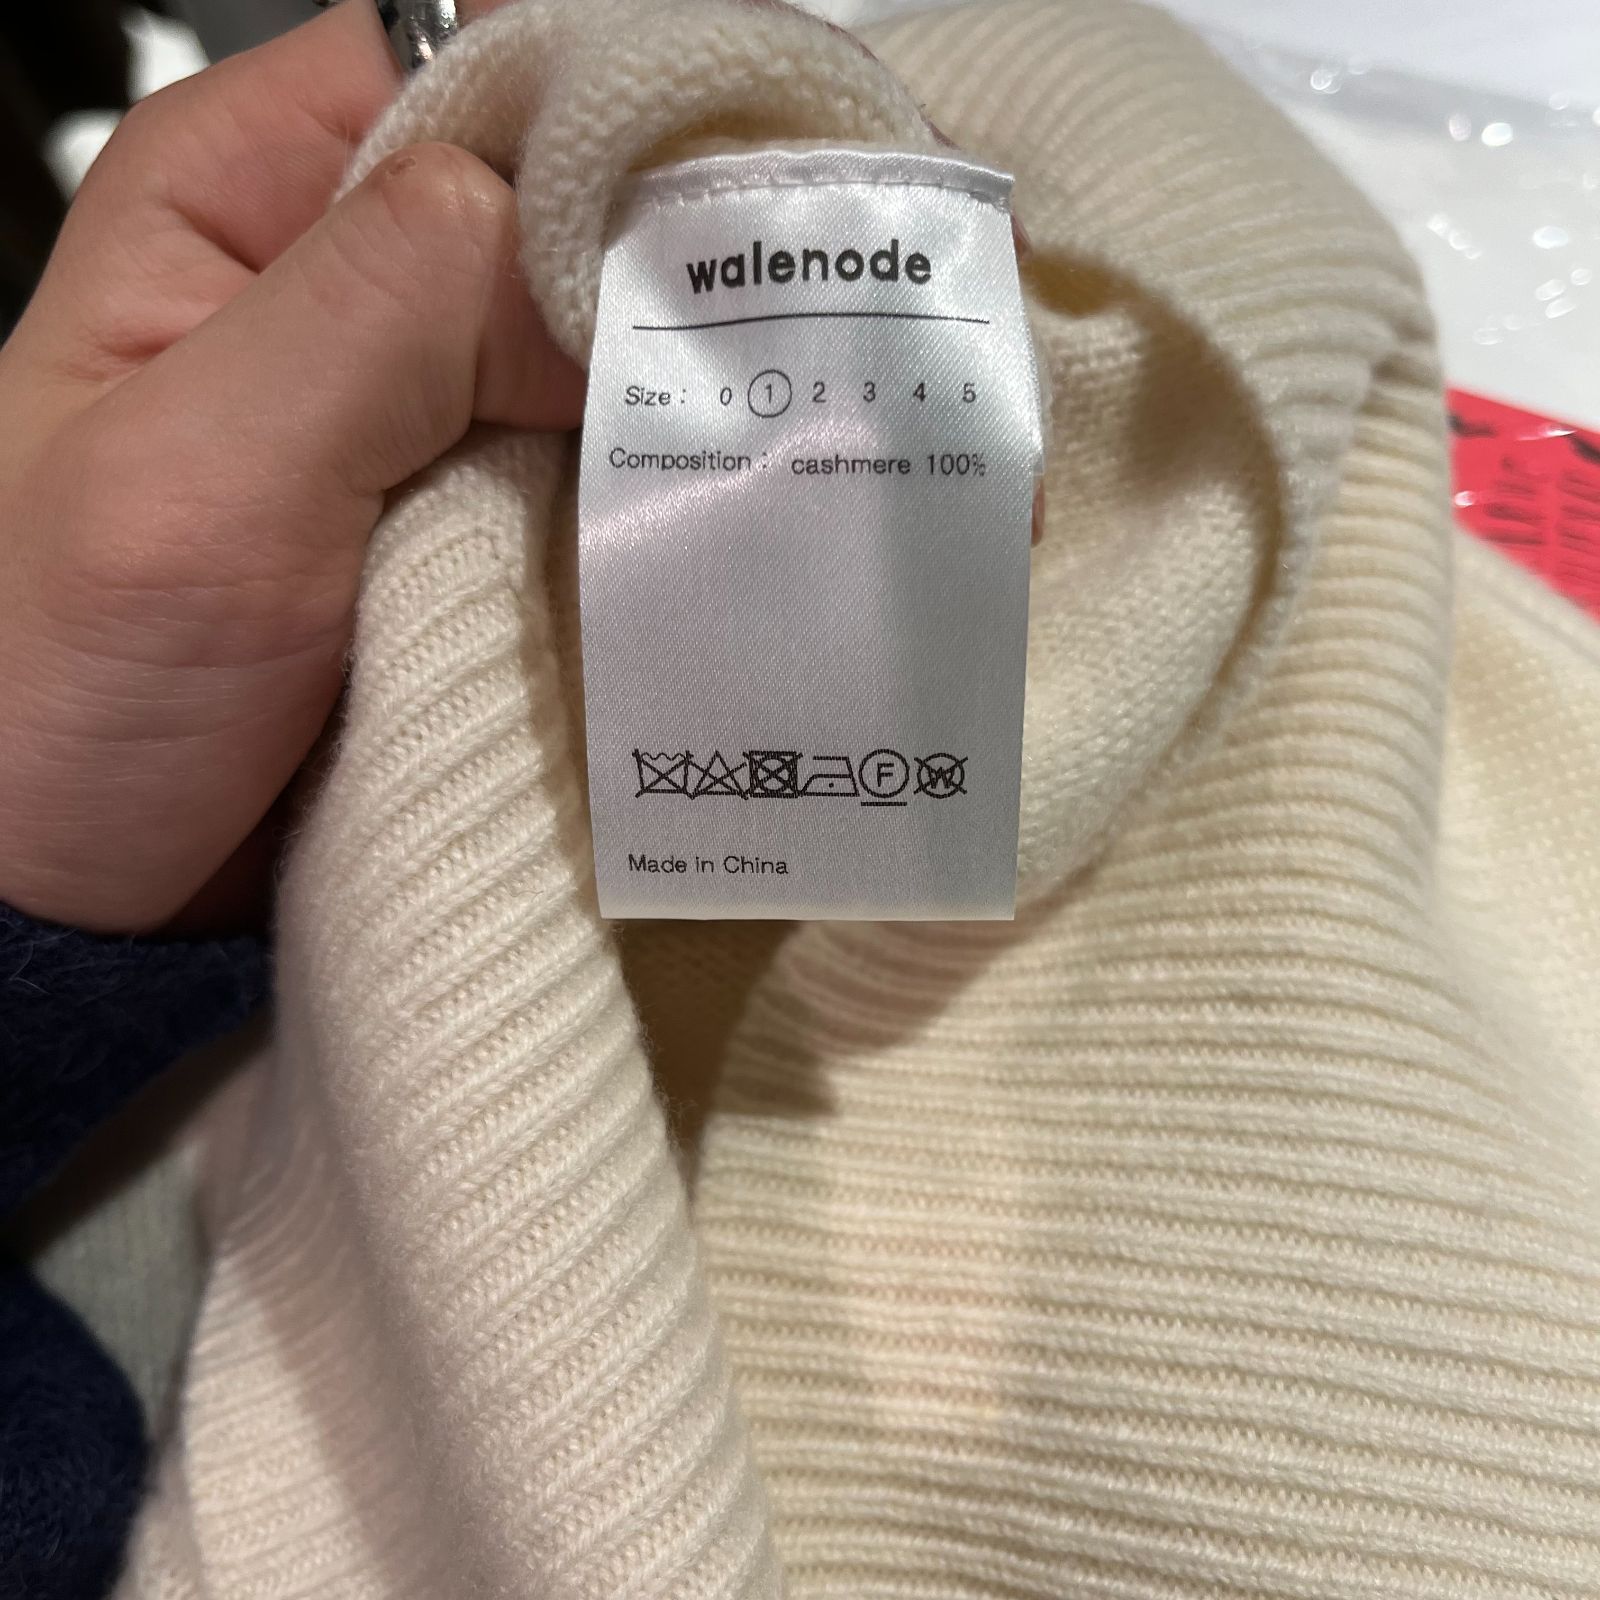 walenode
Size : 0 1 2 3 4 5
Composition : cashmere 100%
F W
Made in China